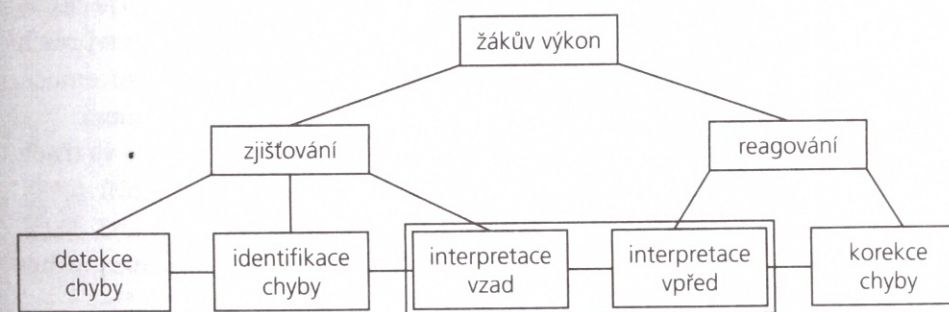 žákův výkon
zjišťování
reagování
detekce
chyby
identifikace
chyby
interpretace
vzad
interpretace
vpřed
korekce
chyby